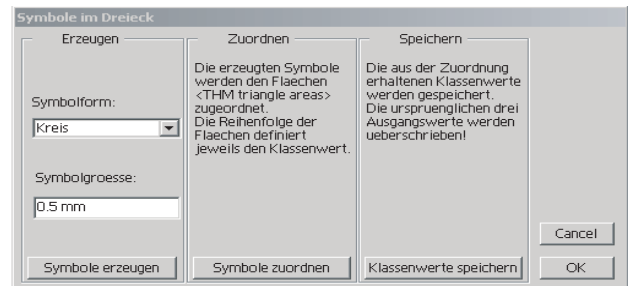 Symbole im Dreieck
Erzeugen
Symbolform:
Kreis
Symbolgroesse:
0.5 mm
Symbole erzeugen
Zuordnen
Die erzeugten Symbole
werden den Flaechen
<THM triangle areas>
zugeordnet.
Die Reihenfolge der
Flaechen definiert
jeweils den Klassenwert.
Symbole zuordnen
Speichern
Die aus der Zuordnung
erhaltenen Klassenwerte
werden gespeichert.
Die urspruenglichen drei
Ausgangswerte werden
ueberschrieben!
Klassenwerte speichern
Cancel
OK